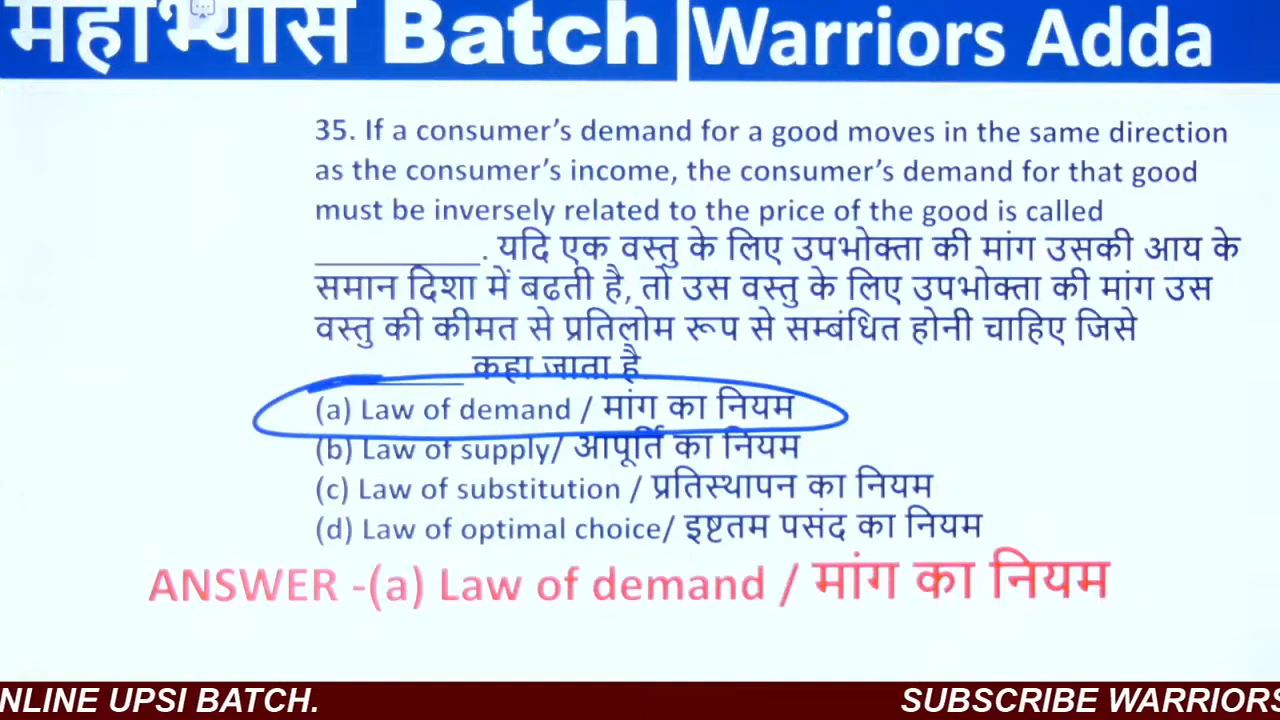 महाभ्यास Batch Warriors Adda
35. If a consumer's demand for a good moves in the same direction
as the consumer's income, the consumer's demand for that good
must be inversely related to the price of the good is called
__________. यदि एक वस्तु के लिए उपभोक्ता की मांग उसकी आय के
समान दिशा में बढती है, तो उस वस्तु के लिए उपभोक्ता की मांग उस
वस्तु की कीमत से प्रतिलोम रूप से सम्बंधित होनी चाहिए जिसे
_________ कहा जाता है
(a) Law of demand / मांग का नियम
(b) Law of supply/ आपूर्ति का नियम
(c) Law of substitution / प्रतिस्थापन का नियम
(d) Law of optimal choice/ इष्टतम पसंद का नियम
ANSWER -(a) Law of demand / मांग का नियम
NLINE UPSI BATCH. SUBSCRIBE WARRIORS